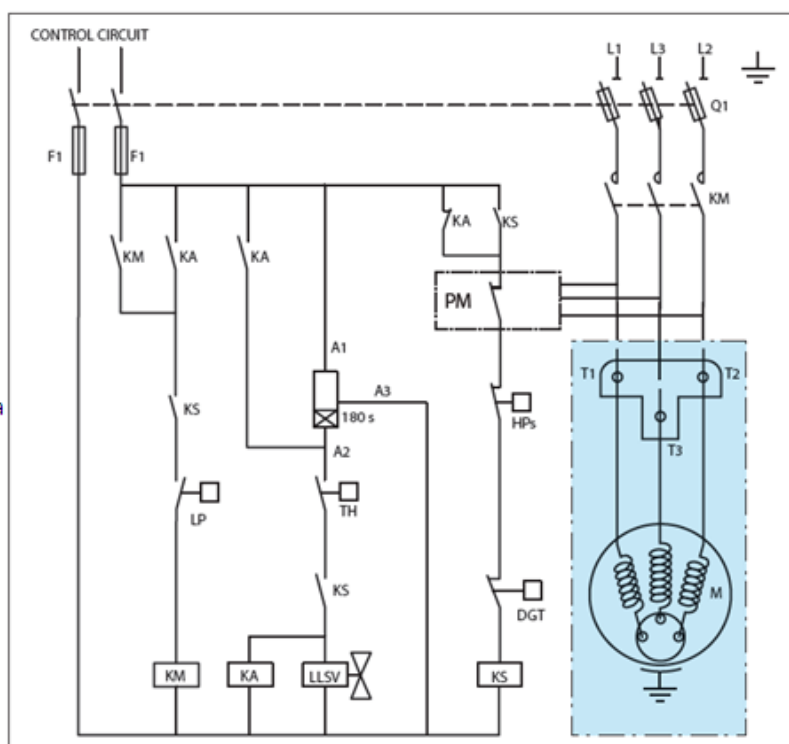 CONTROL CIRCUIT
L1 L3 L2
Q1
F1 F1
KM
KA KS
KM KA KA
PM
A1
T1 T2
A3
180 s
KS
HPs
A2
T3
TH
LP
KS
M
DGT
KM KA LLSV KS